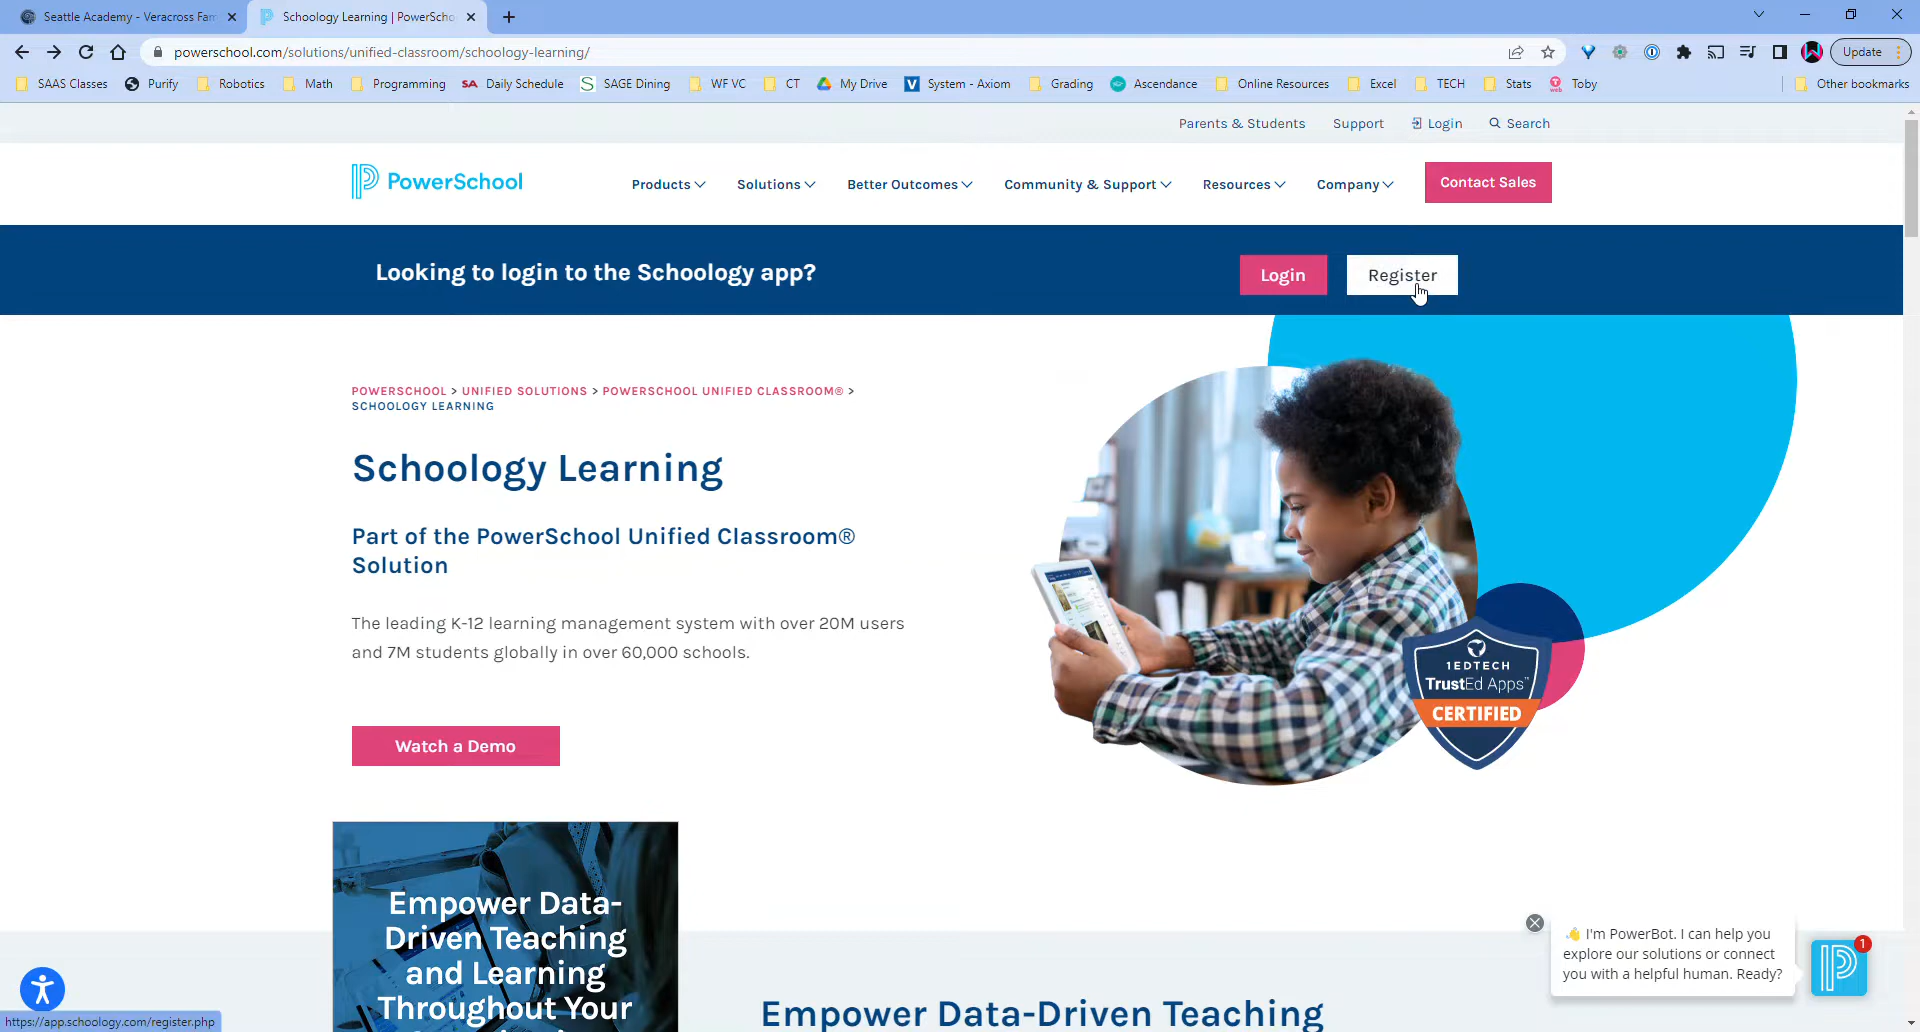 Seattle Academy - Veracross Fam
Schoology Learning | PowerScho
powerschool.com/solutions/unified-classroom/schoology-learning/
Update
SAAS Classes
Purify
Robotics
Math
Programming
SA Daily Schedule
SAGE Dining
WF VC
CT
My Drive
System - Axiom
Grading
Ascendance
Online Resources
Excel
TECH
Stats
Toby
Other bookmarks
Parents & Students
Support
Login
Search
PowerSchool
Products
Solutions
Better Outcomes
Community & Support
Resources
Company
Contact Sales
Looking to login to the Schoology app?
Login
Register
POWERSCHOOL > UNIFIED SOLUTIONS > POWERSCHOOL UNIFIED CLASSROOM® >
SCHOOLOGY LEARNING
Schoology Learning
Part of the PowerSchool Unified Classroom®
Solution
The leading K-12 learning management system with over 20M users
and 7M students globally in over 60,000 schools.
Watch a Demo
1EDTECH
TrustEd Apps™
CERTIFIED
Empower Data-
Driven Teaching
and Learning
Throughout Your
Empower Data-Driven Teaching
👋 I'm PowerBot. I can help you
explore our solutions or connect
you with a helpful human. Ready?
1
https://app.schoology.com/register.php